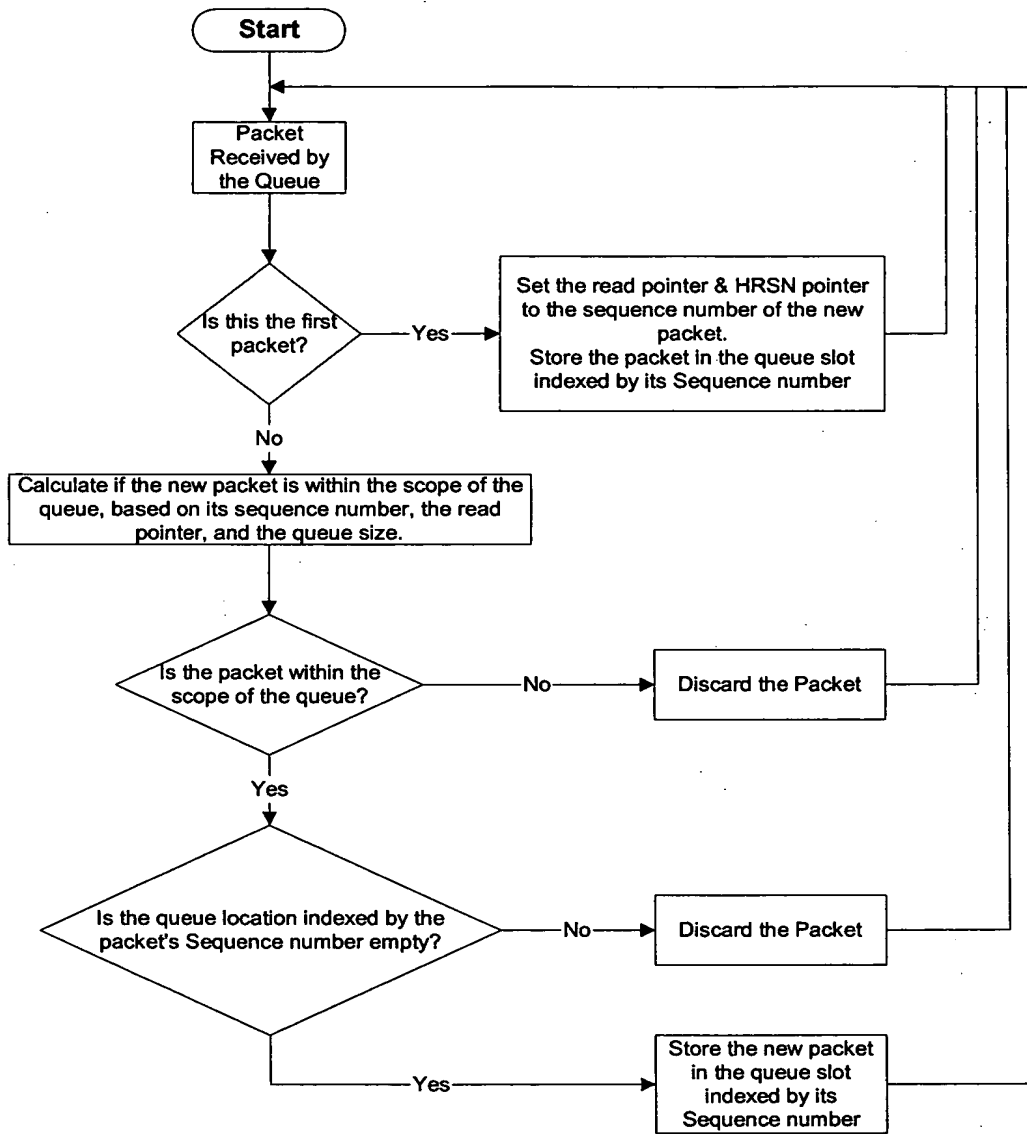 Start
Packet
Received by
the Queue
Is this the first
packet?
Yes
Set the read pointer & HRSN pointer
to the sequence number of the new
packet.
Store the packet in the queue slot
indexed by its Sequence number
No
Calculate if the new packet is within the scope of the
queue, based on its sequence number, the read
pointer, and the queue size.
Is the packet within the
scope of the queue?
No
Discard the Packet
Yes
Is the queue location indexed by the
packet's Sequence number empty?
No
Discard the Packet
Yes
Store the new packet
in the queue slot
indexed by its
Sequence number